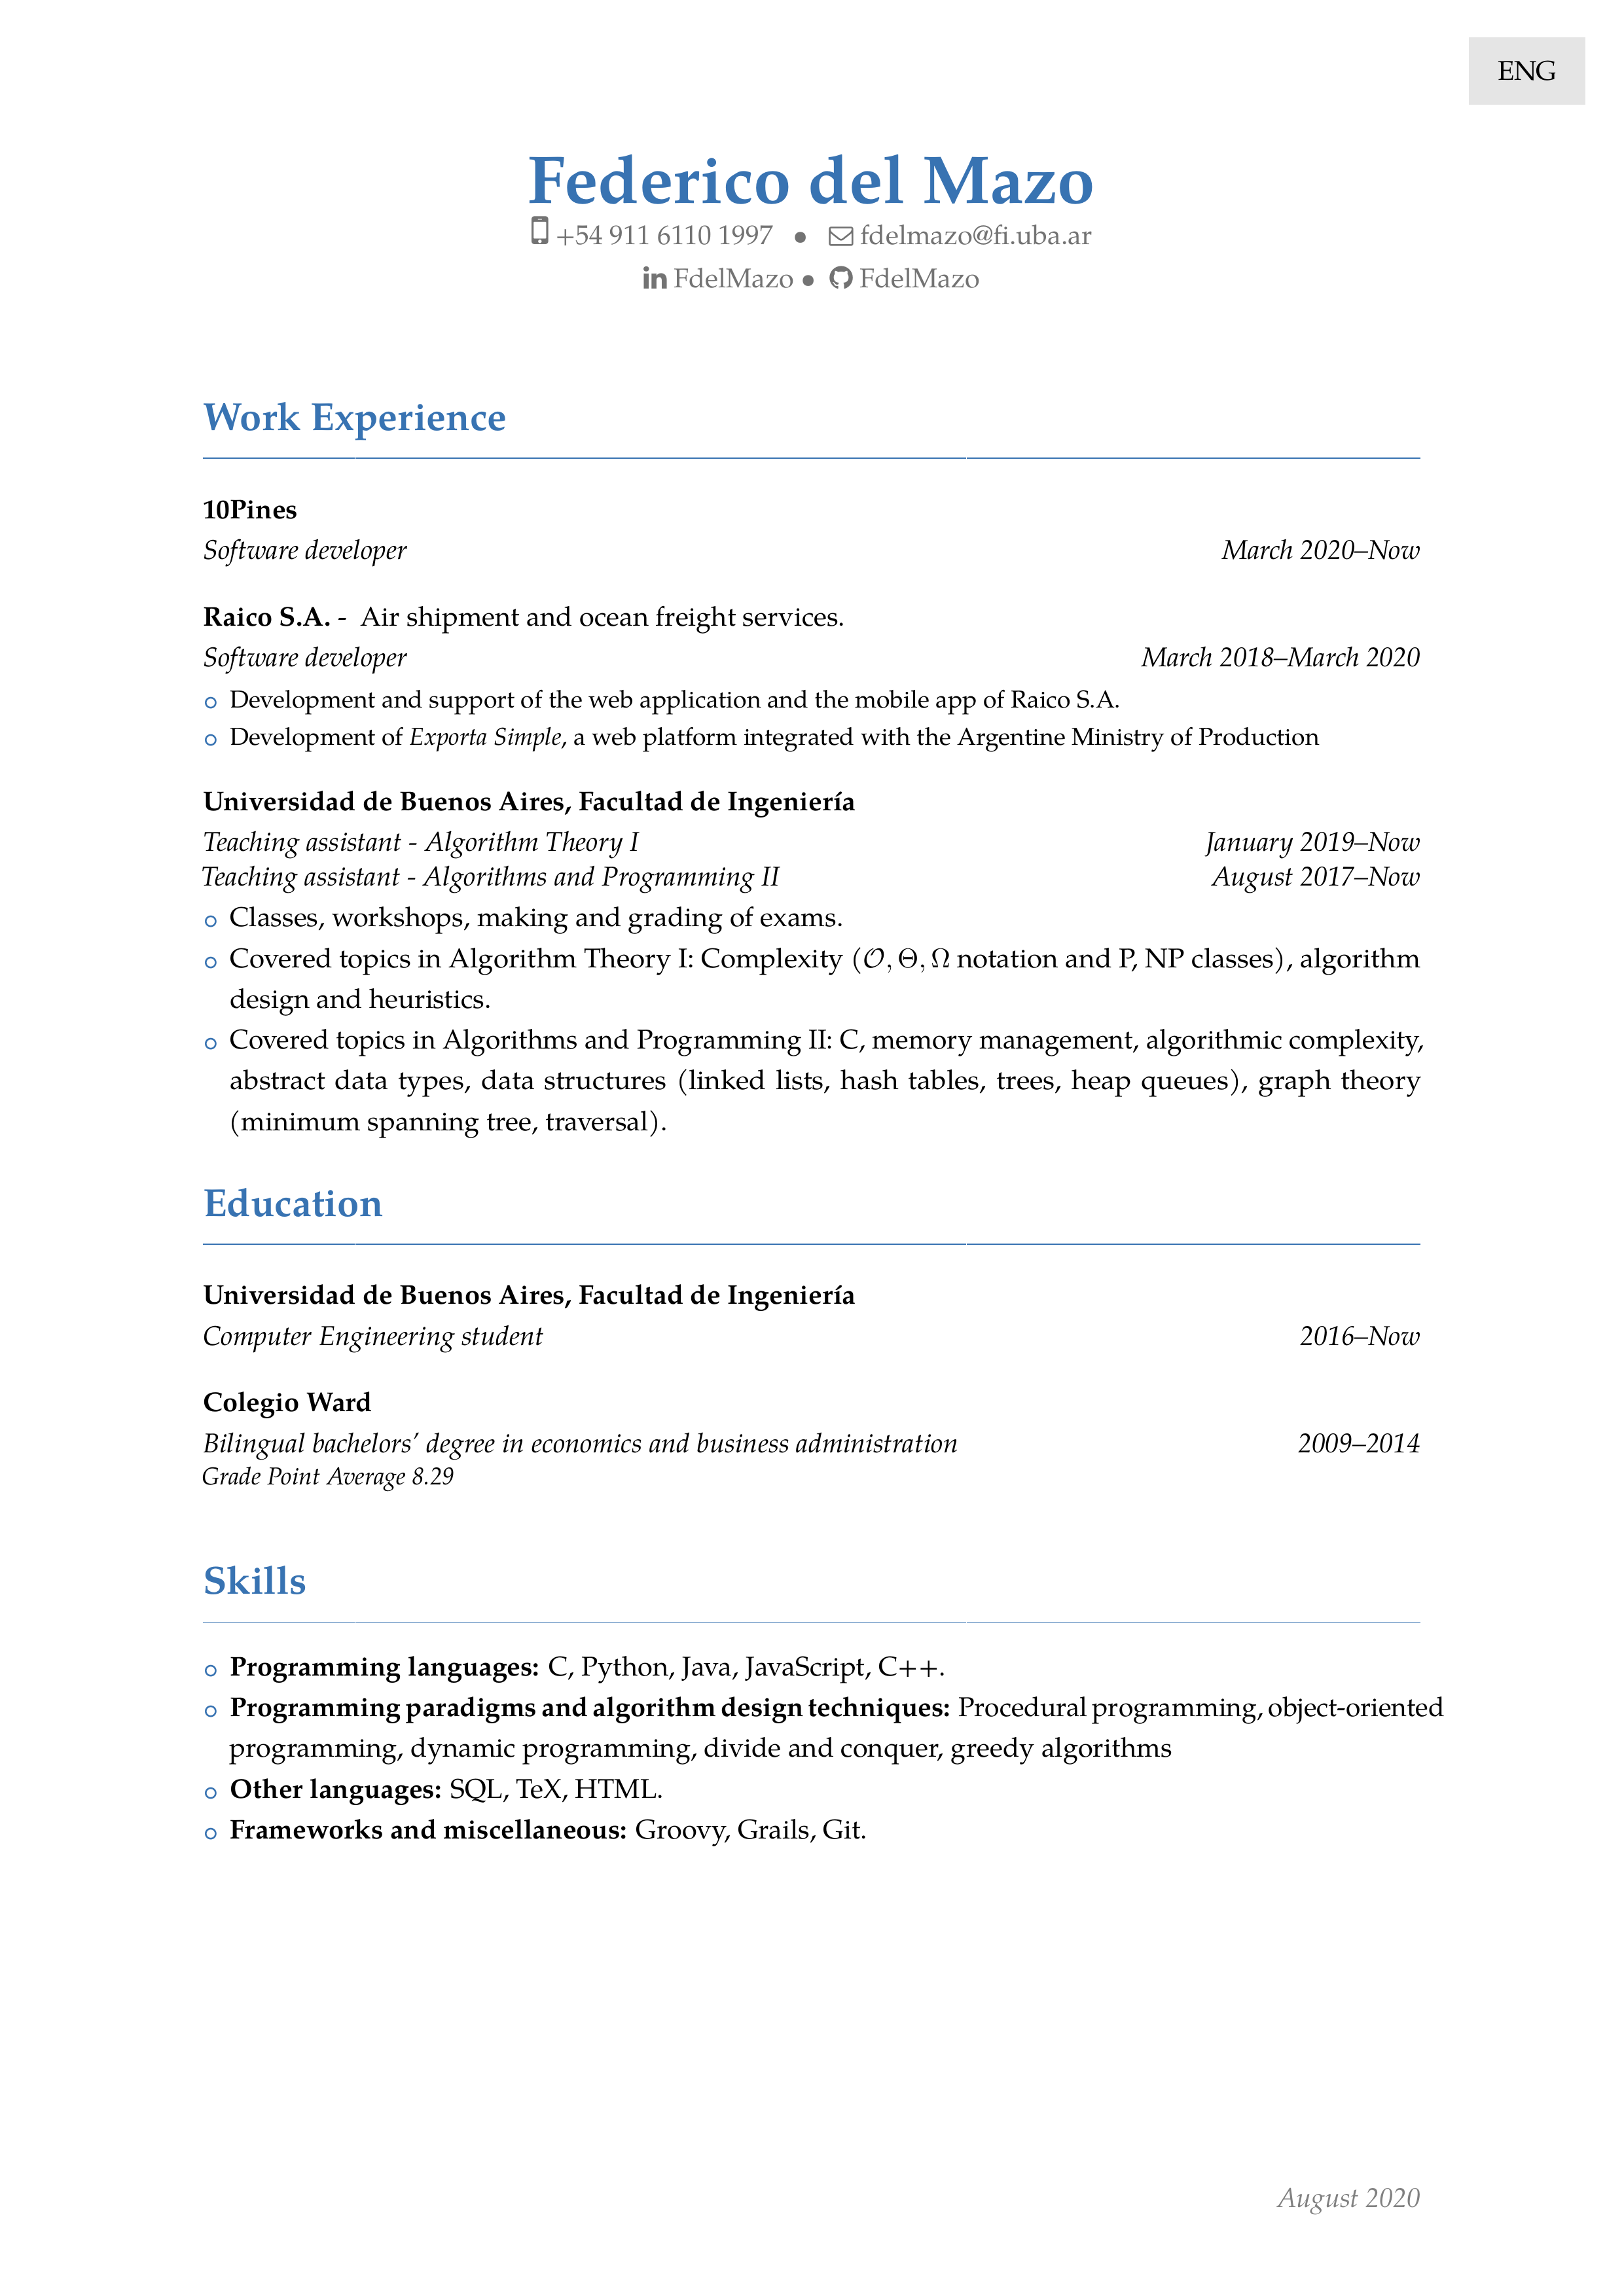 ENG
Federico del Mazo
+54 911 6110 1997 ● fdelmazo@fi.uba.ar
in FdelMazo ● FdelMazo
Work Experience
10Pines
Software developer March 2020–Now
Raico S.A. - Air shipment and ocean freight services.
Software developer March 2018–March 2020
Development and support of the web application and the mobile app of Raico S.A.
Development of Exporta Simple, a web platform integrated with the Argentine Ministry of Production
Universidad de Buenos Aires, Facultad de Ingeniería
Teaching assistant - Algorithm Theory I January 2019–Now
Teaching assistant - Algorithms and Programming II August 2017–Now
Classes, workshops, making and grading of exams.
Covered topics in Algorithm Theory I: Complexity (𝒪, Θ, Ω notation and P, NP classes), algorithm
design and heuristics.
Covered topics in Algorithms and Programming II: C, memory management, algorithmic complexity,
abstract data types, data structures (linked lists, hash tables, trees, heap queues), graph theory
(minimum spanning tree, traversal).
Education
Universidad de Buenos Aires, Facultad de Ingeniería
Computer Engineering student 2016–Now
Colegio Ward
Bilingual bachelors' degree in economics and business administration 2009–2014
Grade Point Average 8.29
Skills
Programming languages: C, Python, Java, JavaScript, C++.
Programming paradigms and algorithm design techniques: Procedural programming, object-oriented
programming, dynamic programming, divide and conquer, greedy algorithms
Other languages: SQL, TeX, HTML.
Frameworks and miscellaneous: Groovy, Grails, Git.
August 2020